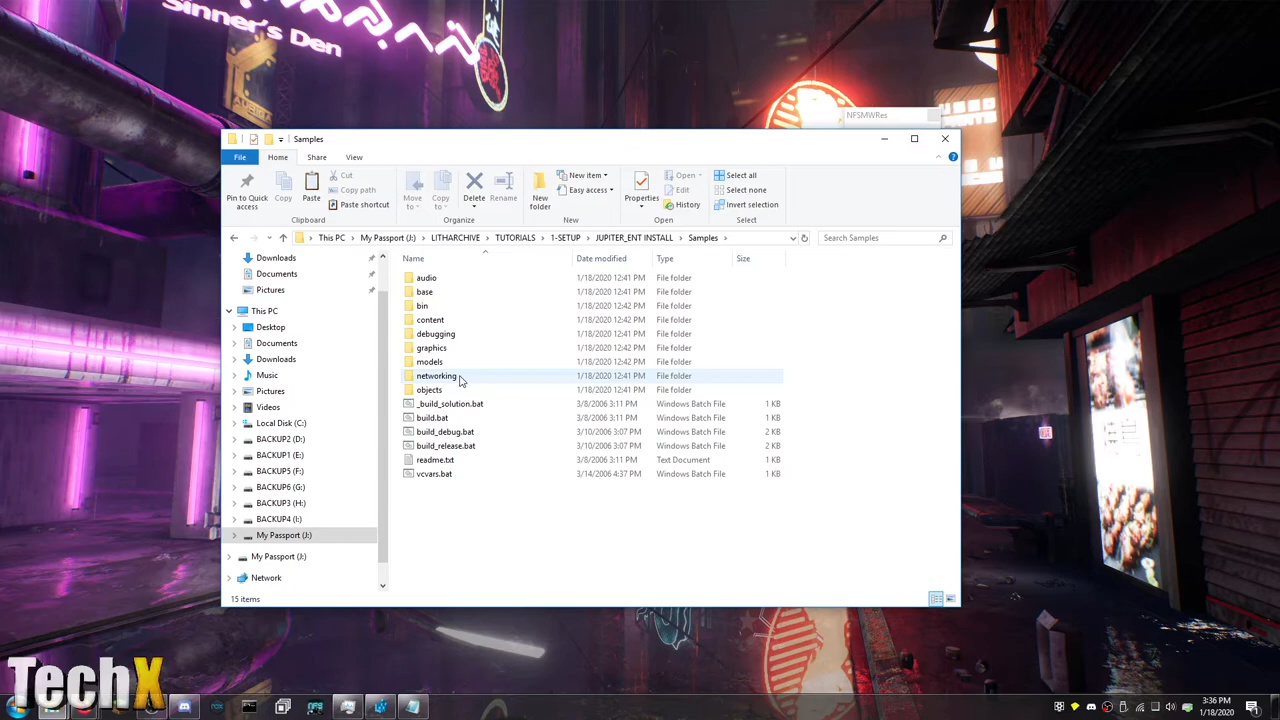 Sinner's Den
NFSMWRes
USED
Samples
File Home Share View
Pin to Quick access
Copy
Paste
Cut
Copy path
Paste shortcut
Clipboard
Move to
Copy to
Delete
Rename
Organize
New folder
New item
Easy access
New
Properties
Open
Edit
History
Open
Select all
Select none
Invert selection
Select
This PC My Passport (J:) LITHARCHIVE TUTORIALS 1-SETUP JUPITER_ENT INSTALL Samples
Search Samples
Name Date modified Type Size
Downloads
Documents
Pictures
This PC
Desktop
Documents
Downloads
Music
Pictures
Videos
Local Disk (C:)
BACKUP2 (D:)
BACKUP1 (E:)
BACKUP5 (F:)
BACKUP6 (G:)
BACKUP3 (H:)
BACKUP4 (I:)
My Passport (J:)
My Passport (J:)
Network
audio 1/18/2020 12:41 PM File folder
base 1/18/2020 12:41 PM File folder
bin 1/18/2020 12:42 PM File folder
content 1/18/2020 12:42 PM File folder
debugging 1/18/2020 12:41 PM File folder
graphics 1/18/2020 12:42 PM File folder
models 1/18/2020 12:42 PM File folder
networking 1/18/2020 12:41 PM File folder
objects 1/18/2020 12:41 PM File folder
_build_solution.bat 3/8/2006 3:11 PM Windows Batch File 1 KB
build.bat 3/8/2006 3:11 PM Windows Batch File 1 KB
build_debug.bat 3/10/2006 3:07 PM Windows Batch File 2 KB
build_release.bat 3/10/2006 3:07 PM Windows Batch File 2 KB
readme.txt 3/8/2006 3:11 PM Text Document 1 KB
vcvars.bat 3/14/2006 4:37 PM Windows Batch File 1 KB
15 items
TechX
3:36 PM
1/18/2020